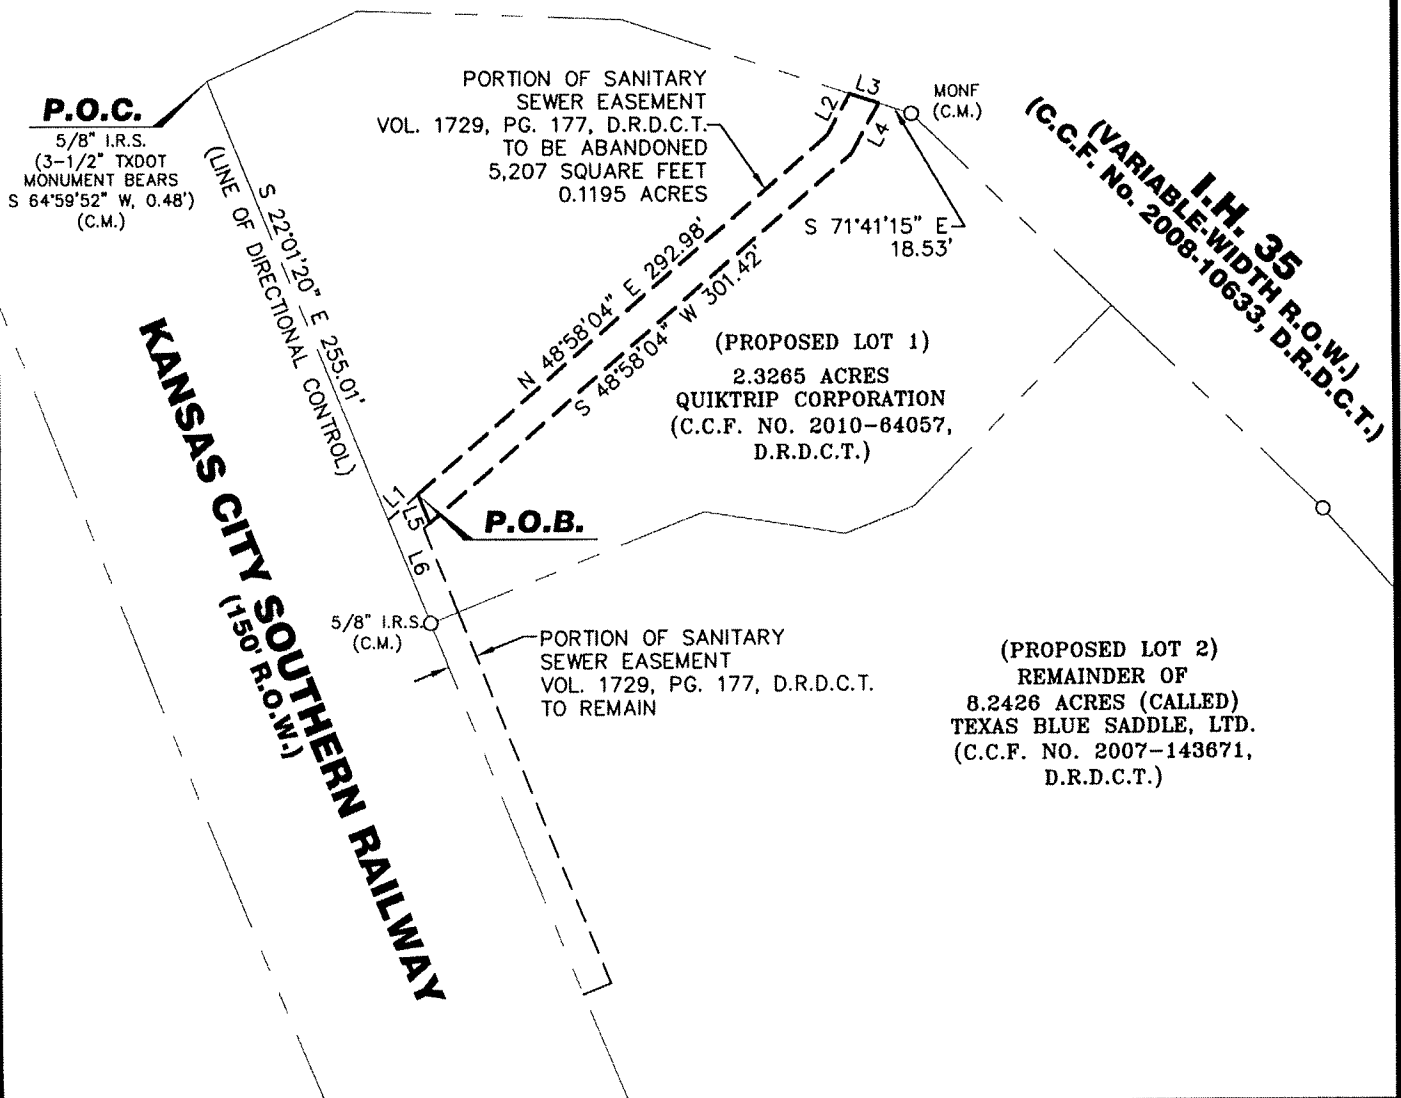 P.O.C.
5/8" I.R.S.
(3-1/2" TXDOT
MONUMENT BEARS
S 64°59'52" W, 0.48')
(C.M.)
PORTION OF SANITARY
SEWER EASEMENT
VOL. 1729, PG. 177, D.R.D.C.T.
TO BE ABANDONED
5,207 SQUARE FEET
0.1195 ACRES
L2
L3
L4
MONF
(C.M.)
S 71°41'15" E
18.53'
I.H. 35
(VARIABLE-WIDTH R.O.W.)
(C.C.F. No. 2008-10633, D.R.D.C.T.)
S 22°01'20" E 255.01'
(LINE OF DIRECTIONAL CONTROL)
N 48°58'04" E 292.98'
S 48°58'04" W 301.42'
(PROPOSED LOT 1)
2.3265 ACRES
QUIKTRIP CORPORATION
(C.C.F. NO. 2010-64057,
D.R.D.C.T.)
KANSAS CITY SOUTHERN RAILWAY
(150' R.O.W.)
L1
L5
L6
P.O.B.
5/8" I.R.S.
(C.M.)
PORTION OF SANITARY
SEWER EASEMENT
VOL. 1729, PG. 177, D.R.D.C.T.
TO REMAIN
(PROPOSED LOT 2)
REMAINDER OF
8.2426 ACRES (CALLED)
TEXAS BLUE SADDLE, LTD.
(C.C.F. NO. 2007-143671,
D.R.D.C.T.)